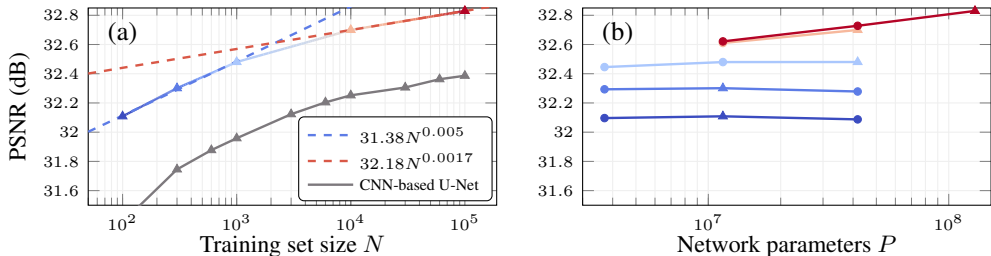 (a)
PSNR (dB)
32.8
32.6
32.4
32.2
32
31.8
31.6
31.38N^0.005
32.18N^0.0017
CNN-based U-Net
10^2
10^3
10^4
10^5
Training set size N
(b)
32.8
32.6
32.4
32.2
32
31.8
31.6
10^7
10^8
Network parameters P